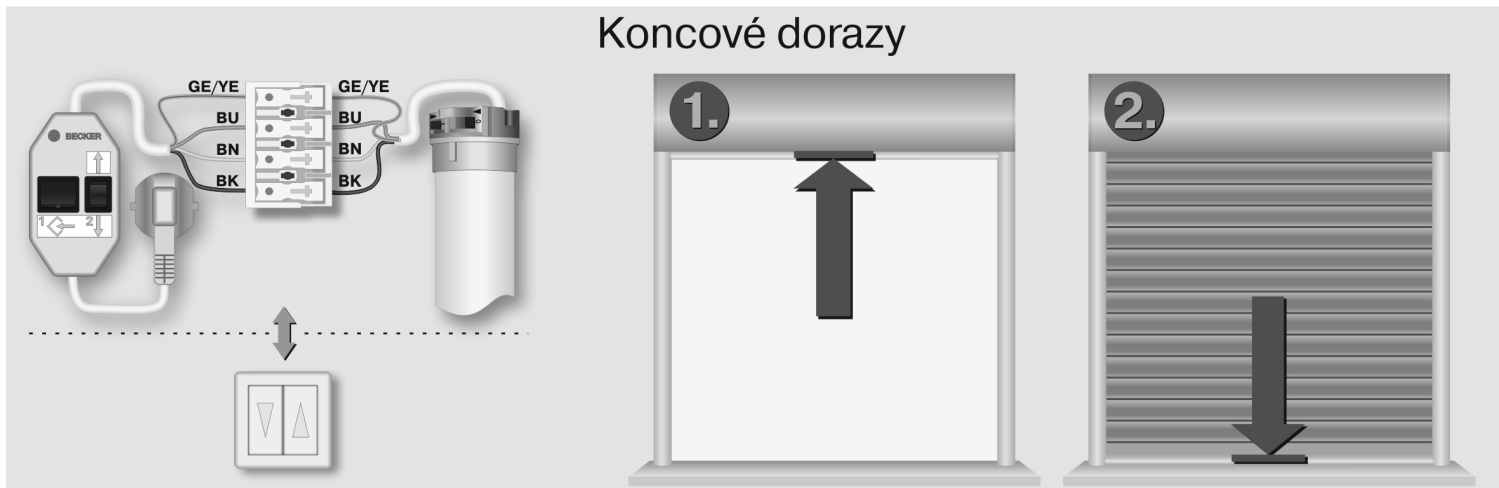 Koncové dorazy
GE/YE GE/YE
BU BU
BN BN
BK BK
BECKER
1 2
1.
2.